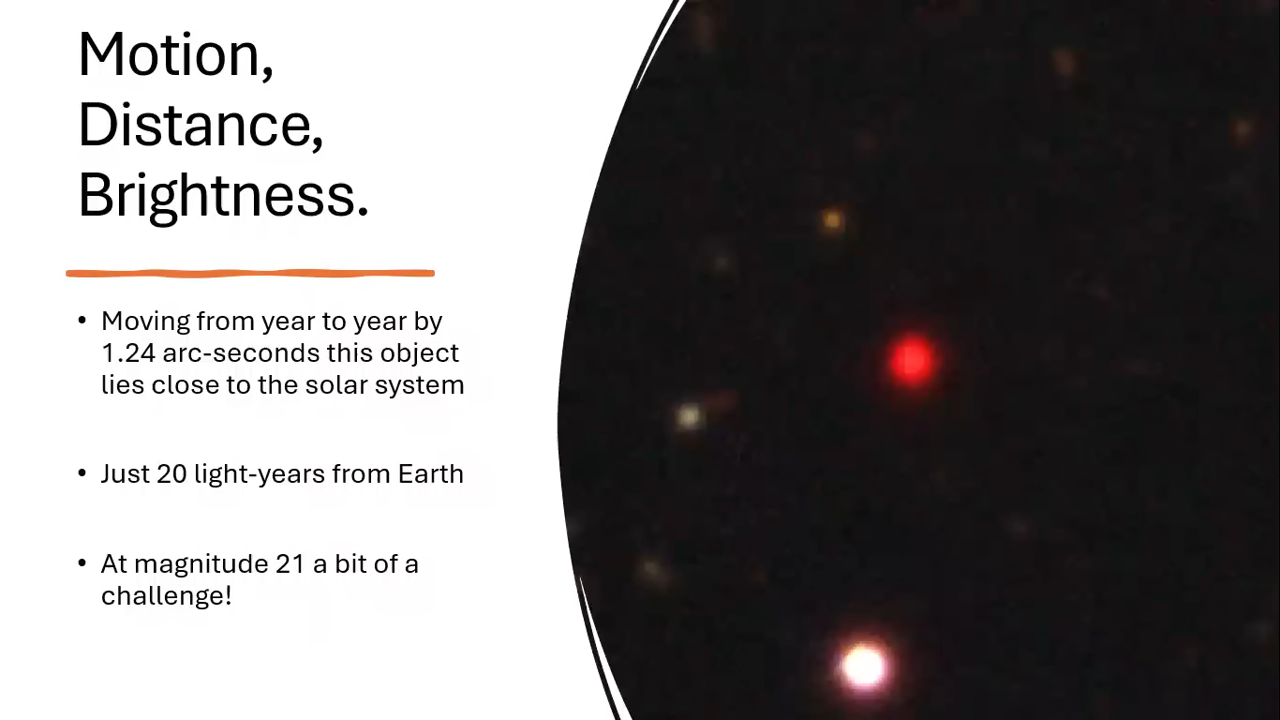 Motion,
Distance,
Brightness.
• Moving from year to year by
1.24 arc-seconds this object
lies close to the solar system
• Just 20 light-years from Earth
• At magnitude 21 a bit of a
challenge!